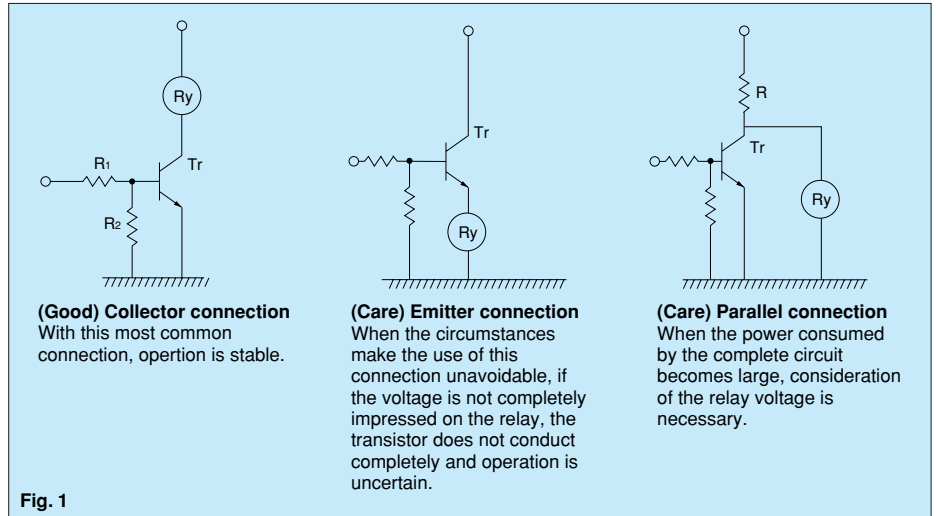 Ry
R1
Tr
R2
(Good) Collector connection
With this most common
connection, opertion is stable.
Tr
Ry
(Care) Emitter connection
When the circumstances
make the use of this
connection unavoidable, if
the voltage is not completely
impressed on the relay, the
transistor does not conduct
completely and operation is
uncertain.
R
Tr
Ry
(Care) Parallel connection
When the power consumed
by the complete circuit
becomes large, consideration
of the relay voltage is
necessary.
Fig. 1